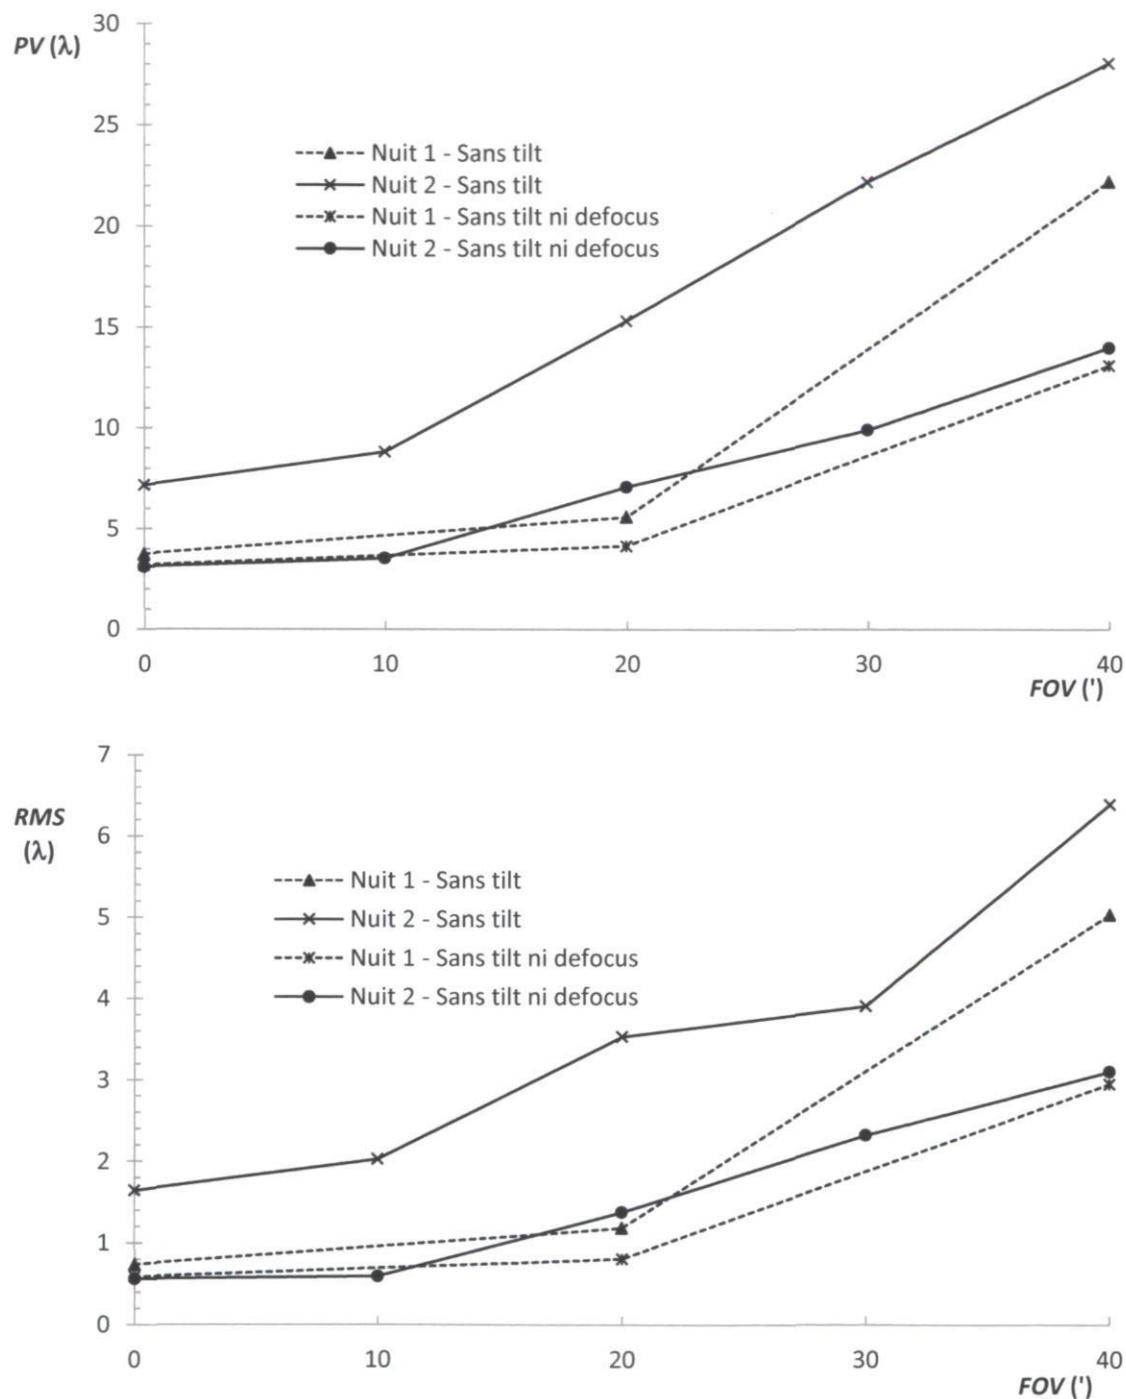 30
PV (λ)
25
Nuit 1 - Sans tilt
Nuit 2 - Sans tilt
20
Nuit 1 - Sans tilt ni defocus
Nuit 2 - Sans tilt ni defocus
15
10
5
0
0 10 20 30 40
FOV (')
7
RMS
(λ)
6
Nuit 1 - Sans tilt
5
Nuit 2 - Sans tilt
Nuit 1 - Sans tilt ni defocus
4
Nuit 2 - Sans tilt ni defocus
3
2
1
0
0 10 20 30 40
FOV (')